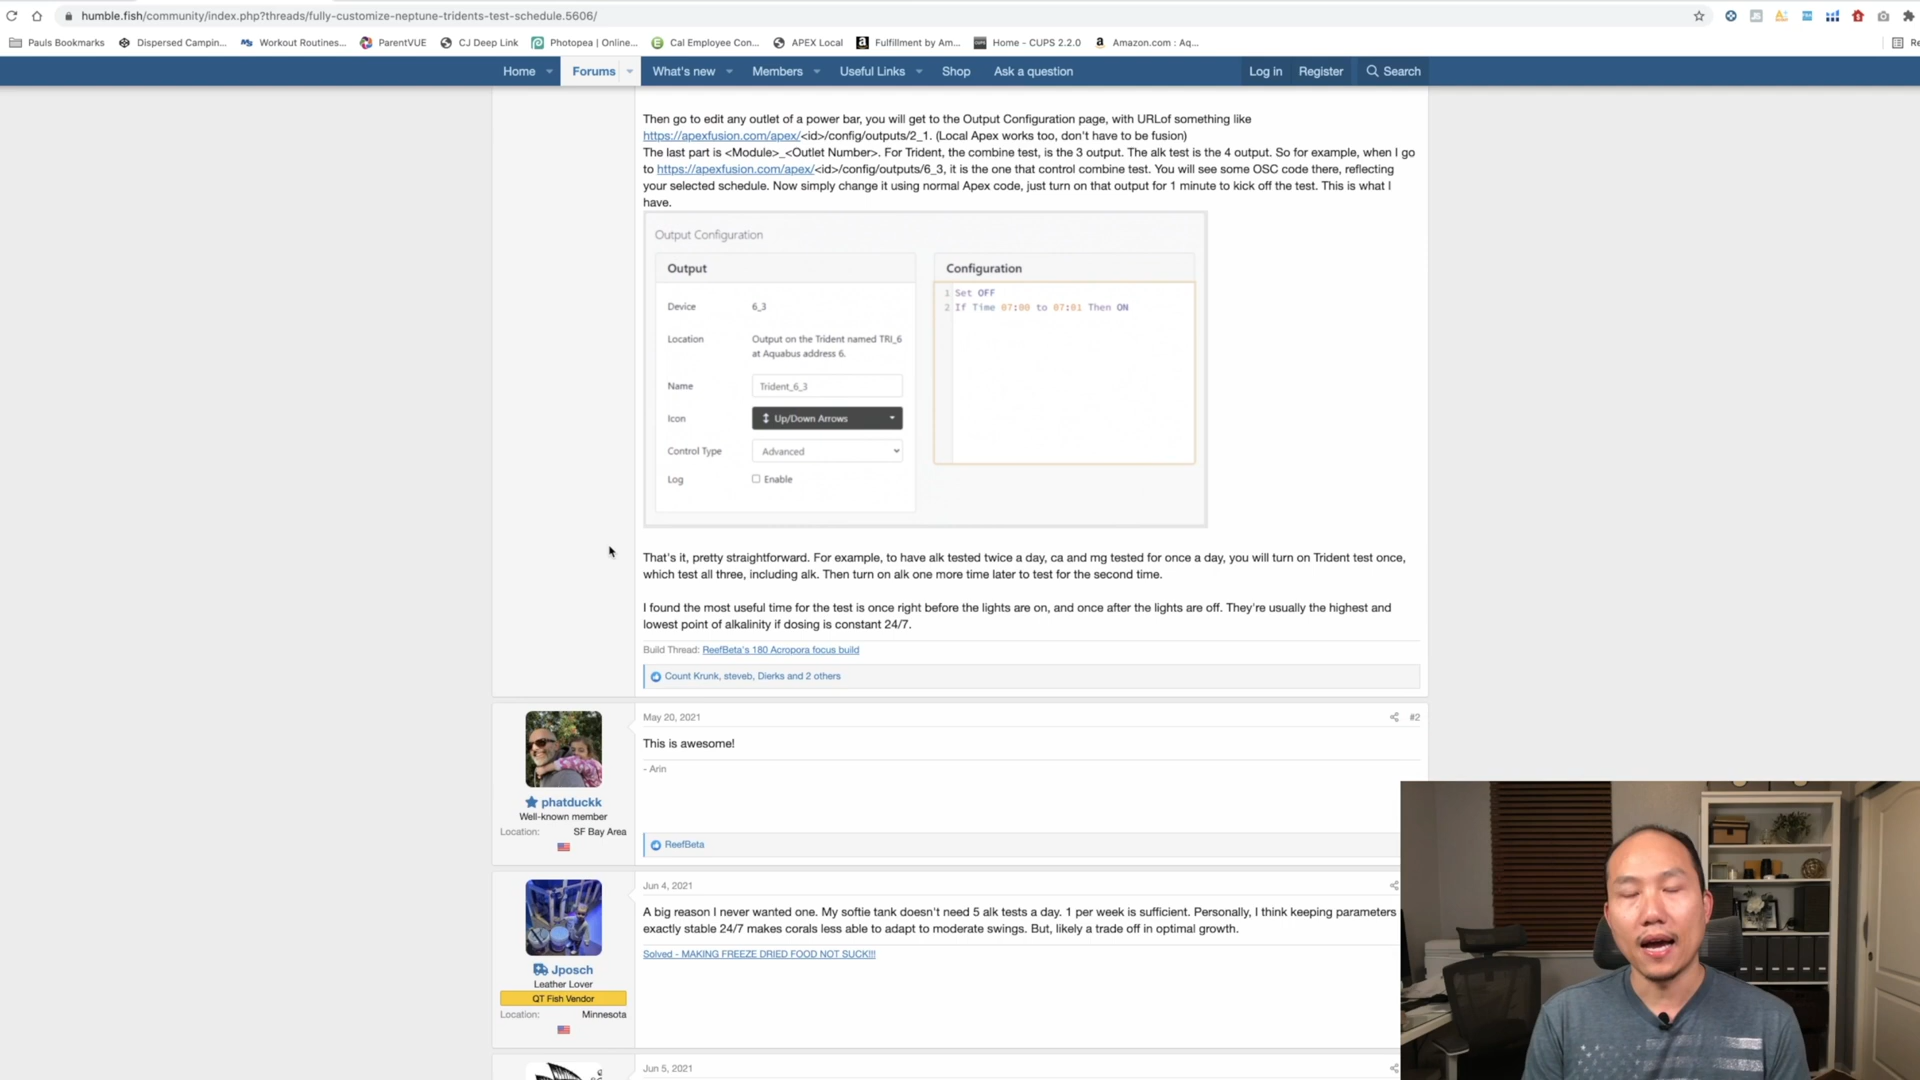 humble.fish/community/index.php?threads/fully-customize-neptune-tridents-test-schedule.5606/
Pauls Bookmarks
Dispersed Campin...
Workout Routines...
ParentVUE
CJ Deep Link
Photopea | Online...
Cal Employee Con...
APEX Local
Fulfillment by Am...
Home - CUPS 2.2.0
Amazon.com : Aq...
Re
Home
Forums
What's new
Members
Useful Links
Shop
Ask a question
Log in
Register
Search
Then go to edit any outlet of a power bar, you will get to the Output Configuration page, with URLof something like
https://apexfusion.com/apex/<id>/config/outputs/2_1. (Local Apex works too, don't have to be fusion)
The last part is <Module>_<Outlet Number>. For Trident, the combine test, is the 3 output. The alk test is the 4 output. So for example, when I go
to https://apexfusion.com/apex/<id>/config/outputs/6_3, it is the one that control combine test. You will see some OSC code there, reflecting
your selected schedule. Now simply change it using normal Apex code, just turn on that output for 1 minute to kick off the test. This is what I
have.
Output Configuration
Output
Device 6_3
Location Output on the Trident named TRI_6
at Aquabus address 6.
Name Trident_6_3
Icon Up/Down Arrows
Control Type Advanced
Log Enable
Configuration
1 Set OFF
2 If Time 07:00 to 07:01 Then ON
That's it, pretty straightforward. For example, to have alk tested twice a day, ca and mg tested for once a day, you will turn on Trident test once,
which test all three, including alk. Then turn on alk one more time later to test for the second time.
I found the most useful time for the test is once right before the lights are on, and once after the lights are off. They're usually the highest and
lowest point of alkalinity if dosing is constant 24/7.
Build Thread: ReefBeta's 180 Acropora focus build
Count Krunk, steveb, Dierks and 2 others
phatduckk
Well-known member
Location: SF Bay Area
May 20, 2021
#2
This is awesome!
- Arin
ReefBeta
Jposch
Leather Lover
QT Fish Vendor
Location: Minnesota
Jun 4, 2021
A big reason I never wanted one. My softie tank doesn't need 5 alk tests a day. 1 per week is sufficient. Personally, I think keeping parameters
exactly stable 24/7 makes corals less able to adapt to moderate swings. But, likely a trade off in optimal growth.
Solved - MAKING FREEZE DRIED FOOD NOT SUCK!!!
Jun 5, 2021